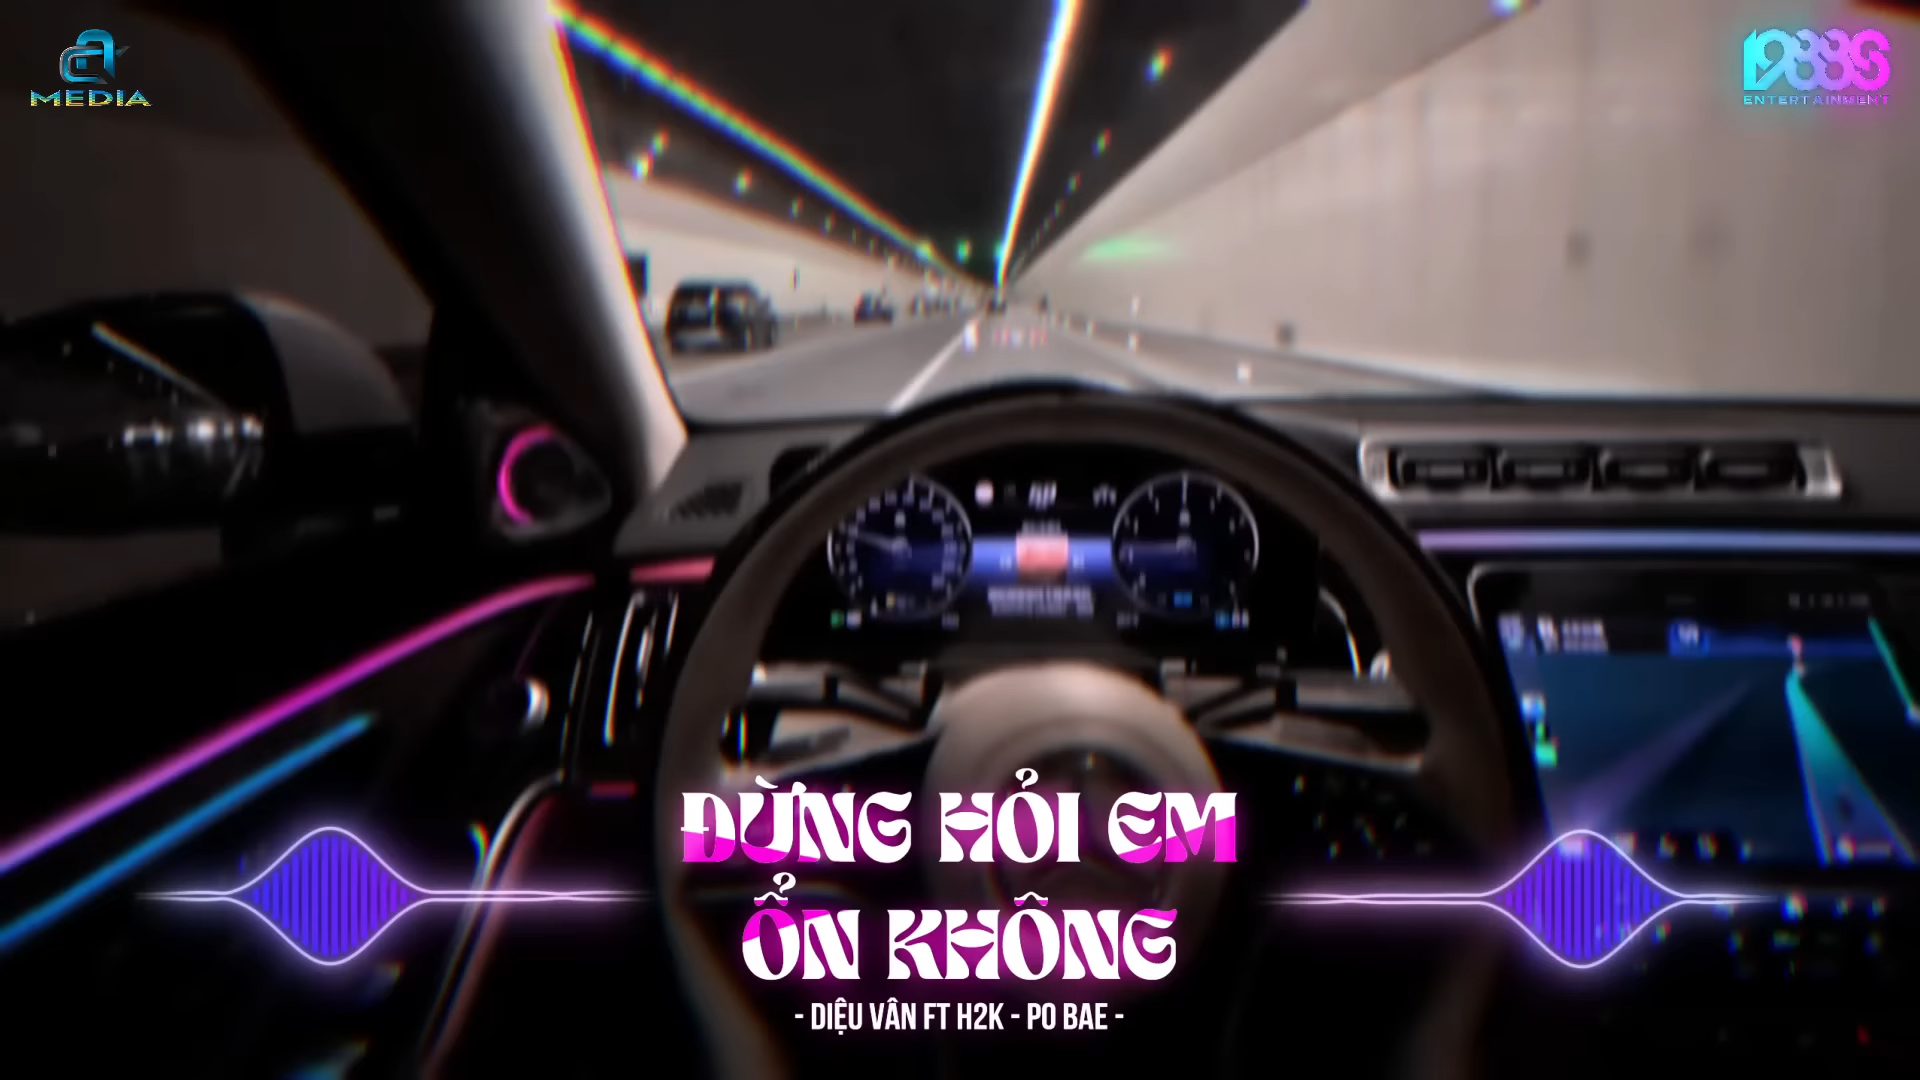 MEDIA
1988S
ENTERTAINMENT
ĐỪNG HỎI EM
ỔN KHÔNG
- DIỆU VÂN FT H2K - PO BAE -